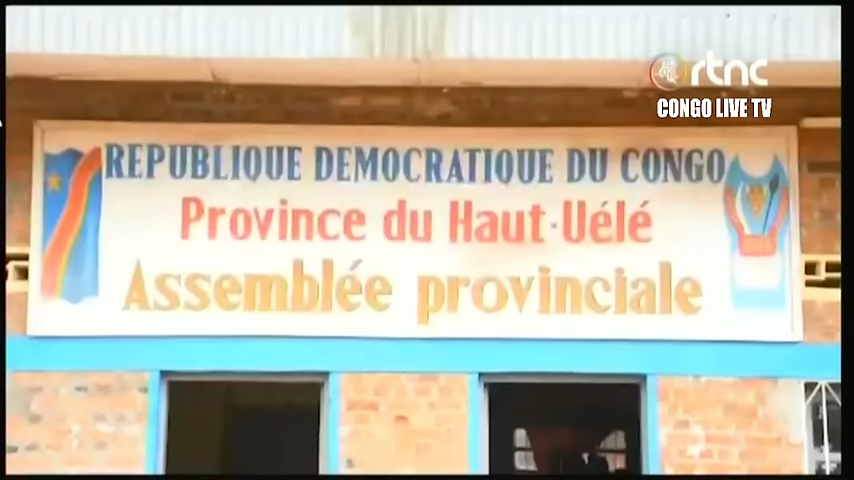 rtnc
CONGO LIVE TV
REPUBLIQUE DEMOCRATIQUE DU CONGO
Province du Haut-Uélé
Assemblée provinciale